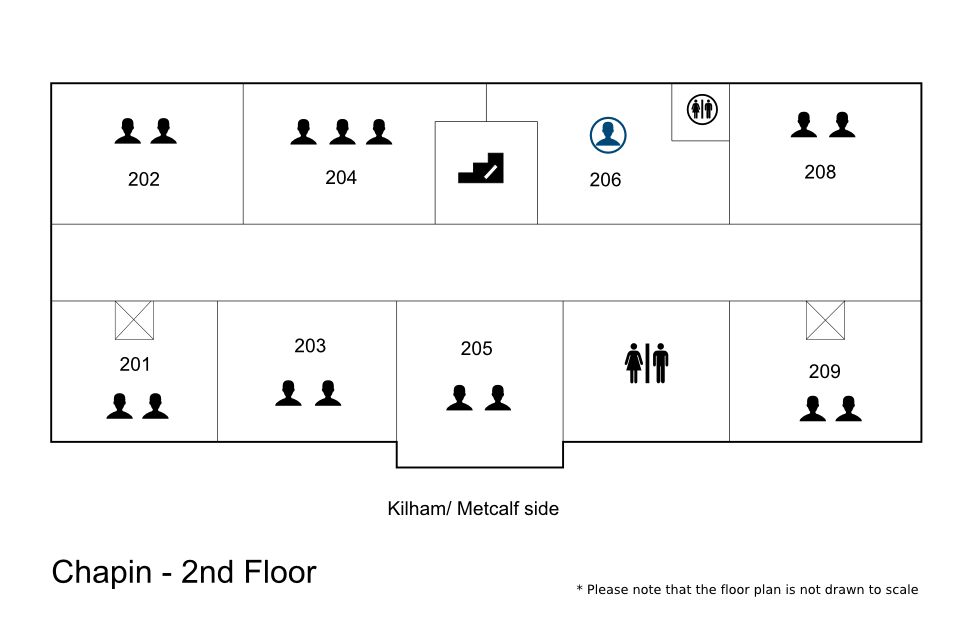 202
204
206
208
201
203
205
209
Kilham/ Metcalf side
Chapin - 2nd Floor
* Please note that the floor plan is not drawn to scale